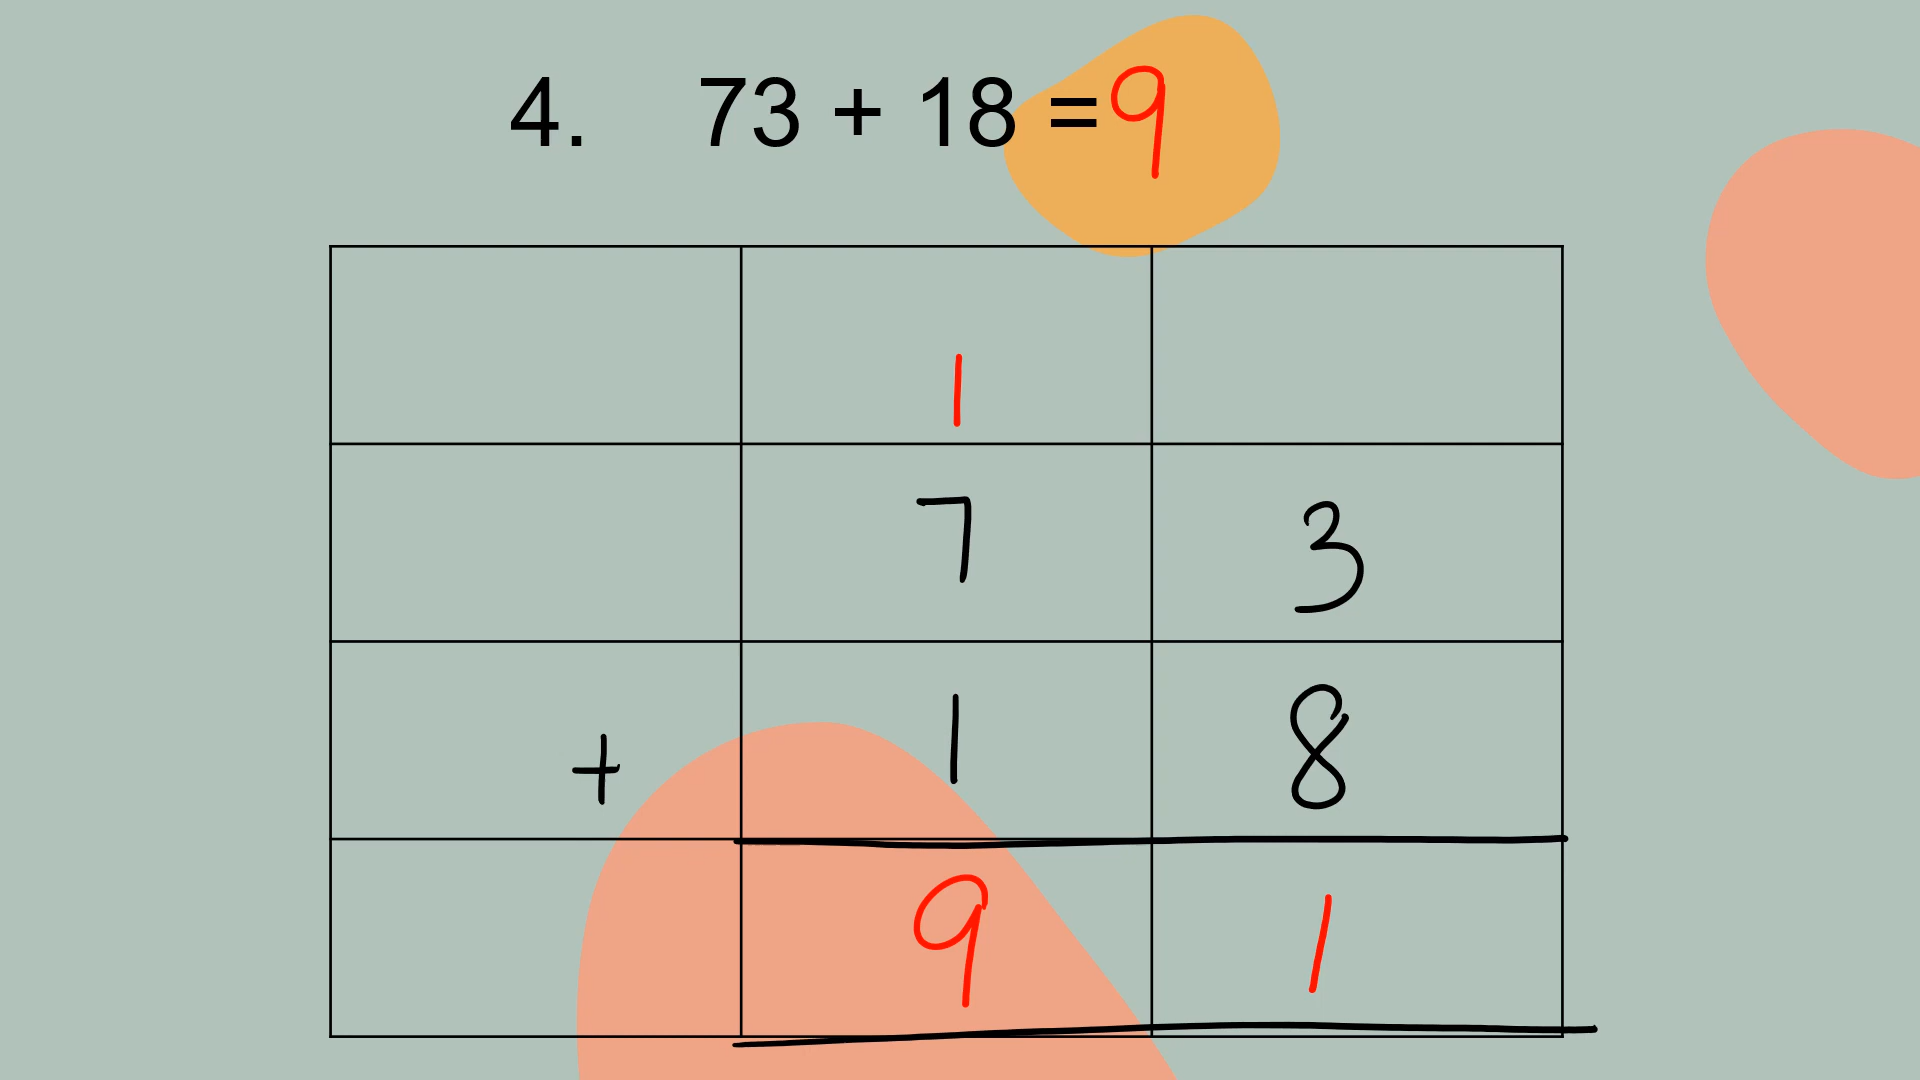 4. 73 + 18 =9
1
7 3
+ 1 8
9 1